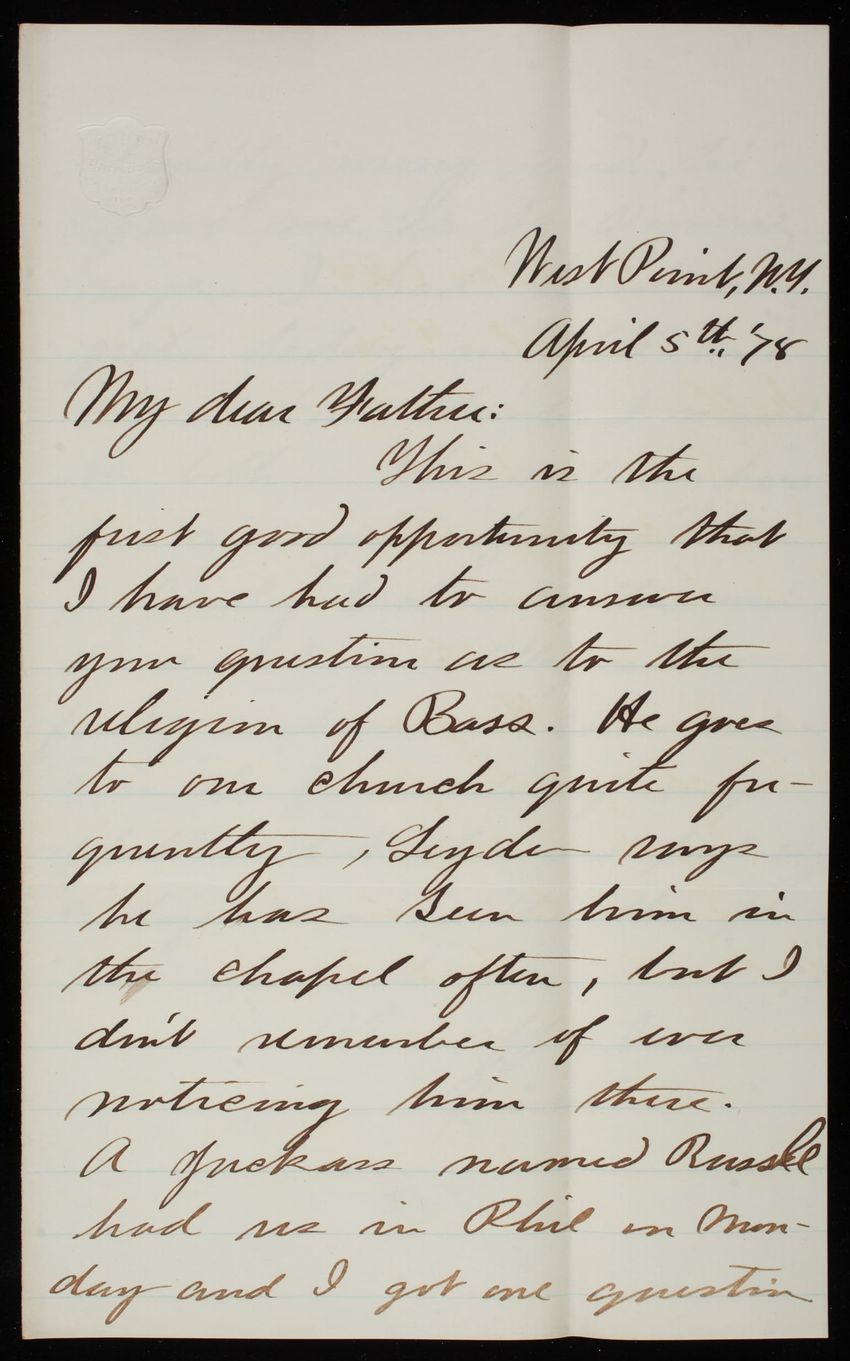 West Point, N.Y.
April 5th '78
My dear Father:
This is the
first good opportunity that
I have had to answer
your question as to the
religion of Bass. He goes
to our church quite fre-
quently, Leyden says
he has seen him in
the chapel often, but I
don't remember of ever
noticing him there.
A Jackass named Russell
had us in Phil on Mon-
day and I got one question